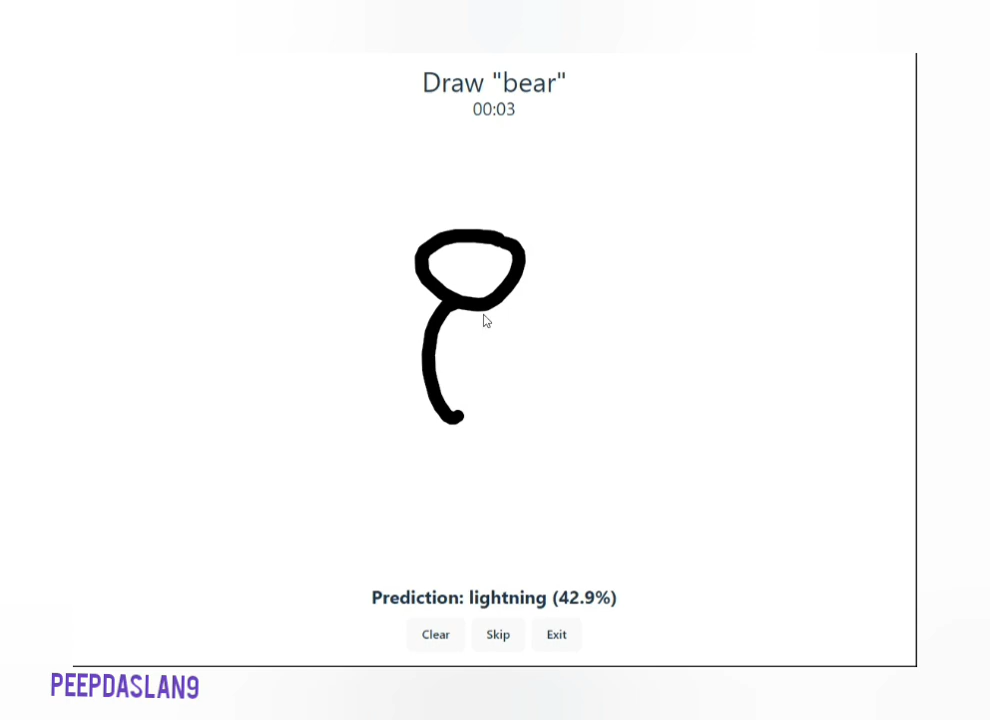 Draw "bear"
00:03
Prediction: lightning (42.9%)
Clear Skip Exit
PEEPDASLAN9